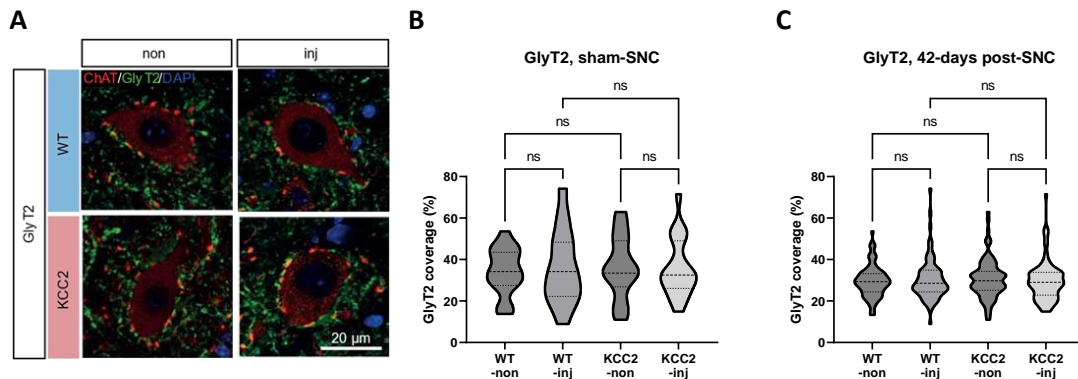 A
non
inj
GlyT2
WT
KCC2
ChAT/GlyT2/DAPI
20 μm
B
GlyT2, sham-SNC
ns
ns
ns
ns
GlyT2 coverage (%)
80
60
40
20
0
WT
-non
WT
-inj
KCC2
-non
KCC2
-inj
C
GlyT2, 42-days post-SNC
ns
ns
ns
ns
GlyT2 coverage (%)
80
60
40
20
0
WT
-non
WT
-inj
KCC2
-non
KCC2
-inj